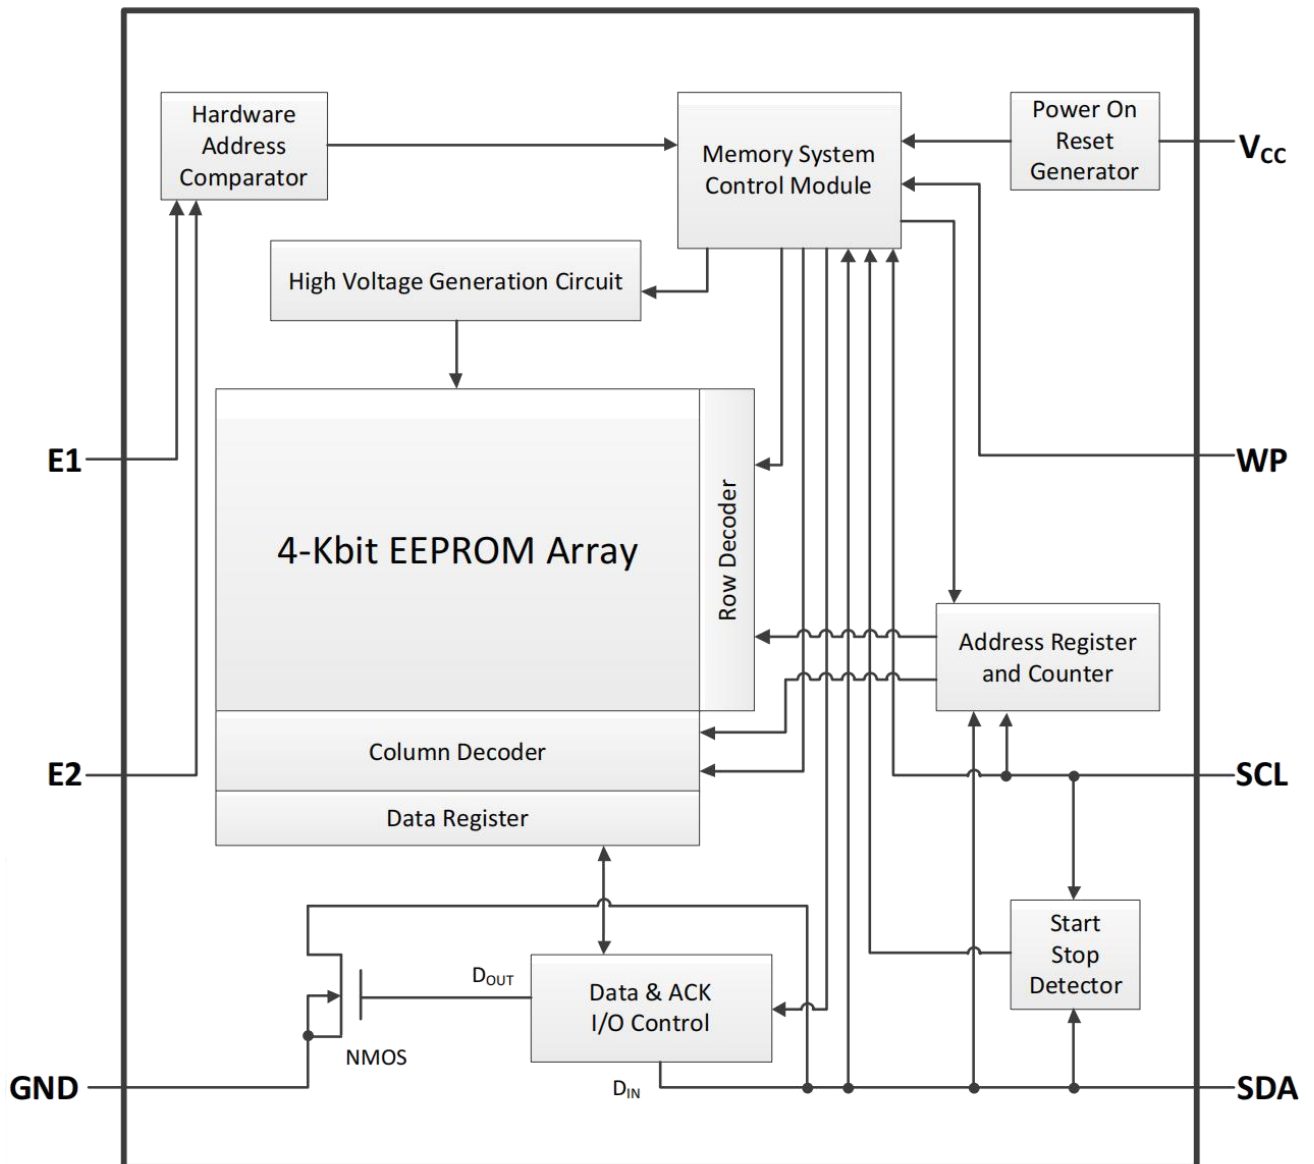 Hardware
Address
Comparator
Memory System
Control Module
Power On
Reset
Generator
VCC
High Voltage Generation Circuit
E1
WP
4-Kbit EEPROM Array
Row Decoder
Address Register
and Counter
Column Decoder
E2
SCL
Data Register
Start
Stop
Detector
DOUT
Data & ACK
I/O Control
NMOS
GND
DIN
SDA